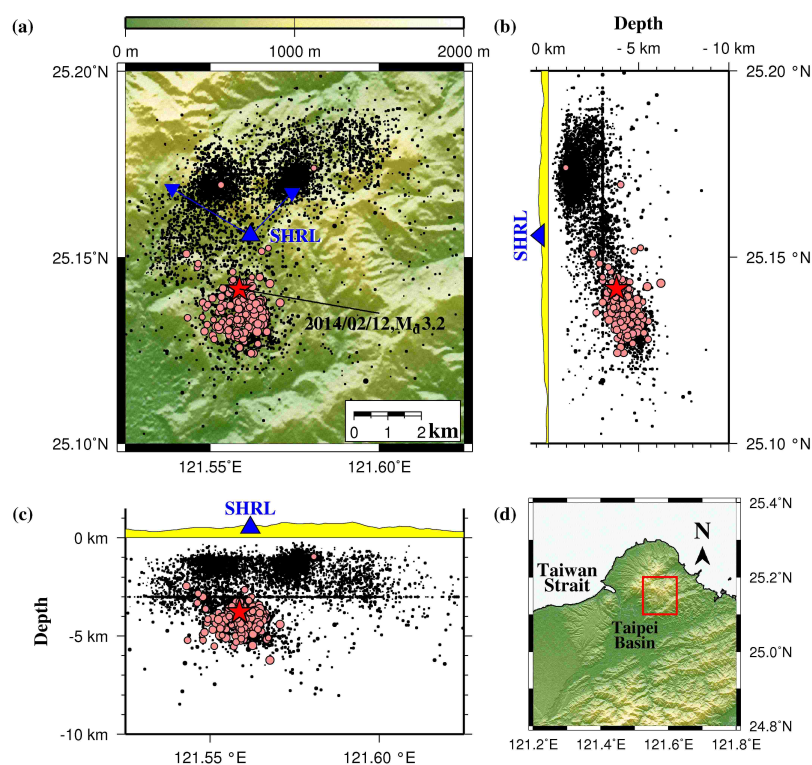 (a)
0 m 1000 m 2000 m
25.20°N
25.15°N
25.10°N
121.55°E 121.60°E
SHRL
2014/02/12,Md3.2
0 1 2 km
(b)
Depth
0 km - 5 km - 10 km
25.20 °N
25.15 °N
25.10 °N
SHRL
(c)
SHRL
Depth
0 km
-5 km
-10 km
121.55 °E 121.60 °E
(d)
25.4°N
25.2°N
25.0°N
24.8°N
121.2°E 121.4°E 121.6°E 121.8°E
N
Taiwan
Strait
Taipei
Basin